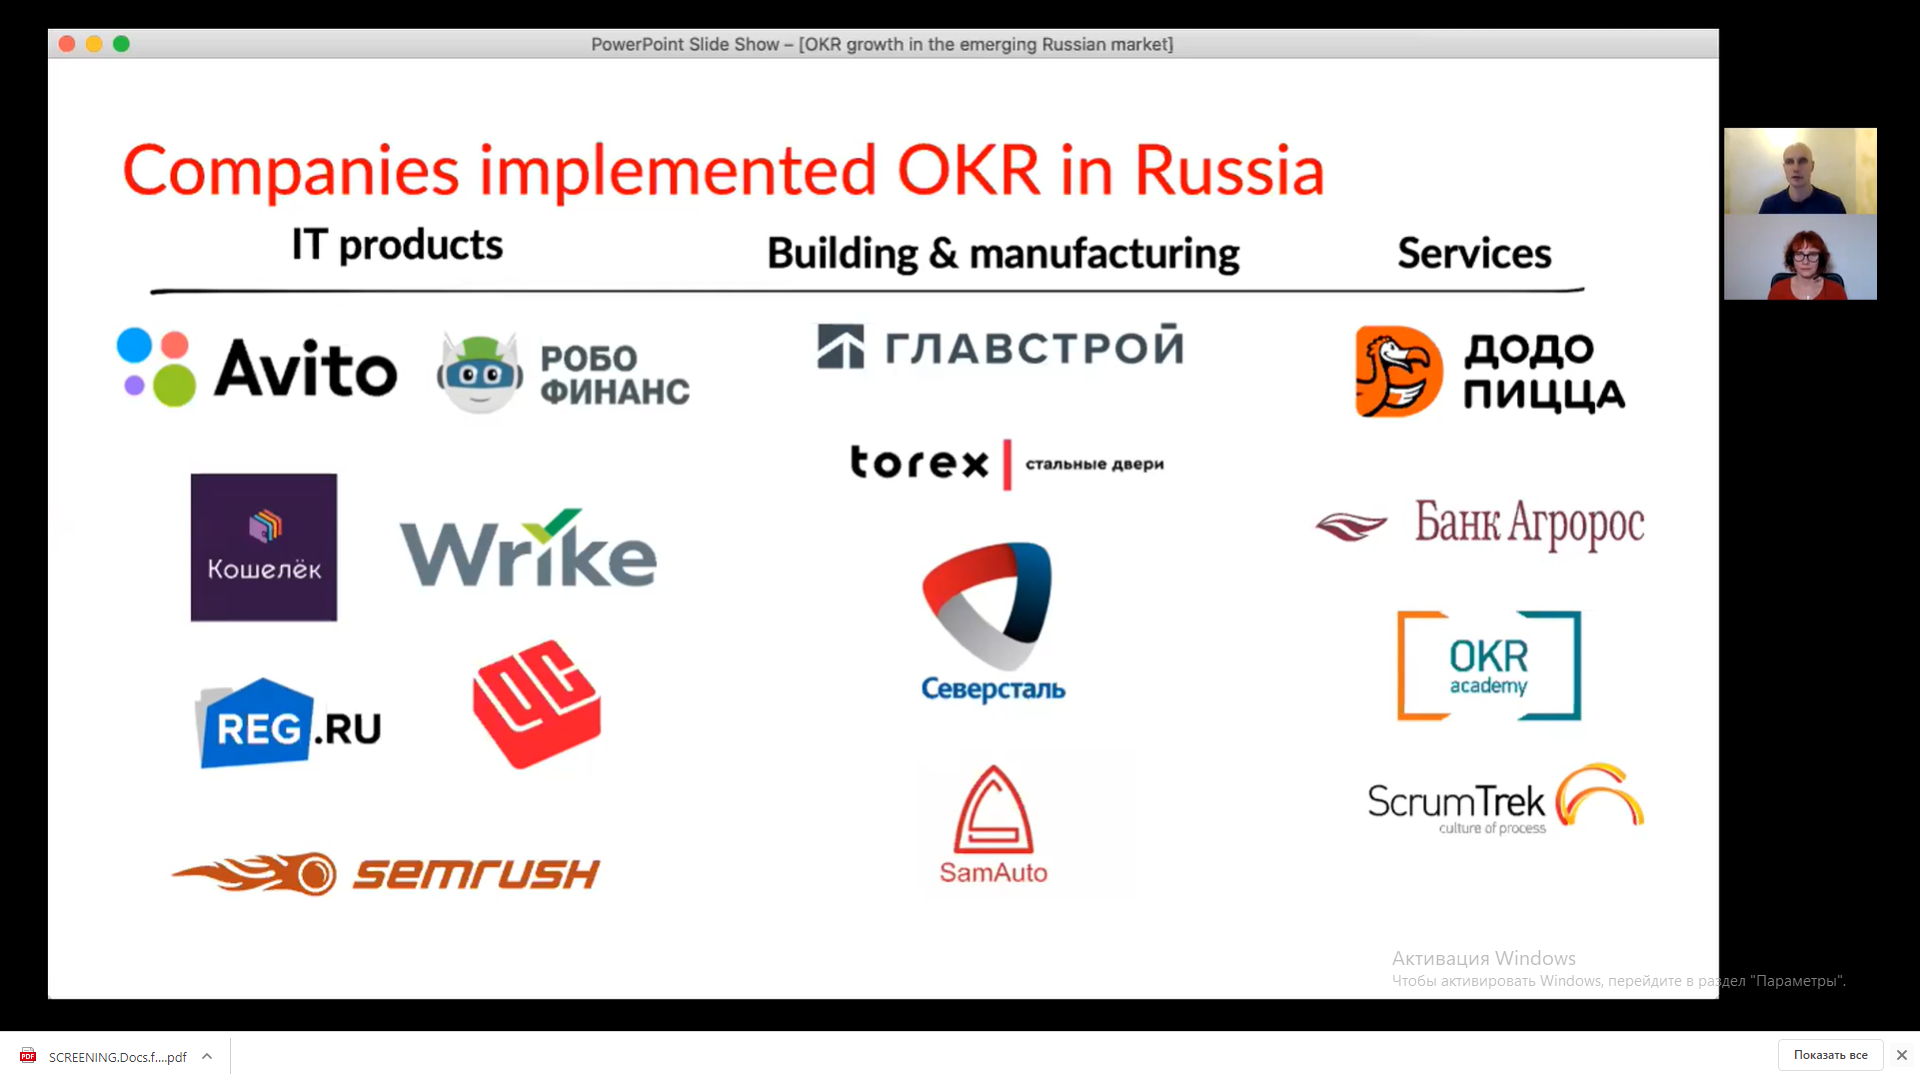 PowerPoint Slide Show – [OKR growth in the emerging Russian market]
Companies implemented OKR in Russia
IT products
Building & manufacturing
Services
Avito
РОБО
ФИНАНС
ГЛАВСТРОЙ
ДОДО
ПИЦЦА
torex
стальные двери
Кошелёк
Wrike
Банк Агророс
Северсталь
OKR
academy
REG.RU
ScrumTrek
culture of process
semrush
SamAuto
Активация Windows
Чтобы активировать Windows, перейдите в раздел "Параметры".
SCREENING.Docs.f....pdf
Показать все